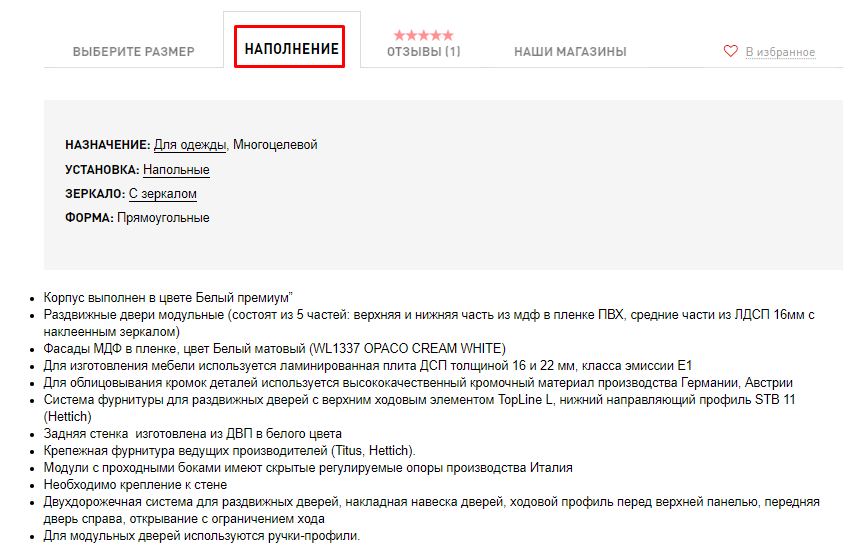 ВЫБЕРИТЕ РАЗМЕР
НАПОЛНЕНИЕ
ОТЗЫВЫ (1)
НАШИ МАГАЗИНЫ
В избранное
НАЗНАЧЕНИЕ: Для одежды, Многоцелевой
УСТАНОВКА: Напольные
ЗЕРКАЛО: С зеркалом
ФОРМА: Прямоугольные
Корпус выполнен в цвете Белый премиум”
Раздвижные двери модульные (состоят из 5 частей: верхняя и нижняя часть из мдф в пленке ПВХ, средние части из ЛДСП 16мм с
наклеенным зеркалом)
Фасады МДФ в пленке, цвет Белый матовый (WL1337 OPACO CREAM WHITE)
Для изготовления мебели используется ламинированная плита ДСП толщиной 16 и 22 мм, класса эмиссии Е1
Для облицовывания кромок деталей используется высококачественный кромочный материал производства Германии, Австрии
Система фурнитуры для раздвижных дверей с верхним ходовым элементом TopLine L, нижний направляющий профиль STB 11
(Hettich)
Задняя стенка  изготовлена из ДВП в белого цвета
Крепежная фурнитура ведущих производителей (Titus, Hettich).
Модули с проходными боками имеют скрытые регулируемые опоры производства Италия
Необходимо крепление к стене
Двухдорожечная система для раздвижных дверей, накладная навеска дверей, ходовой профиль перед верхней панелью, передняя
дверь справа, открывание с ограничением хода
Для модульных дверей используются ручки-профили.